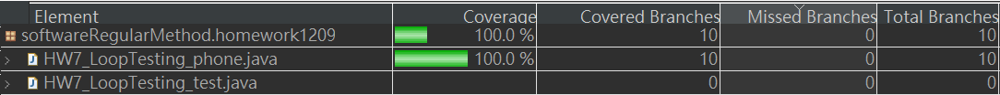 Element Coverage Covered Branches Missed Branches Total Branches
softwareRegularMethod.homework1209 100.0 % 10 0 10
HW7_LoopTesting_phone.java 100.0 % 10 0 10
HW7_LoopTesting_test.java 0 0 0